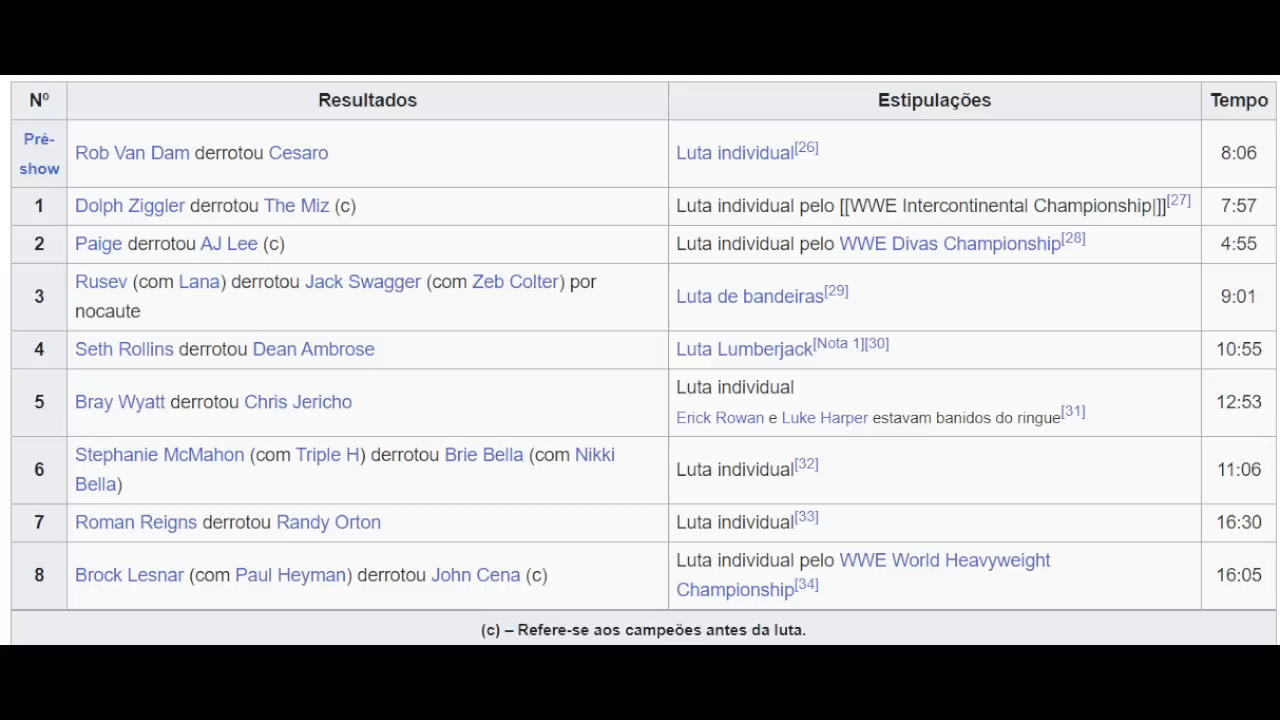 Nº Resultados Estipulações Tempo
Pré-
show
Rob Van Dam derrotou Cesaro Luta individual[26] 8:06
1 Dolph Ziggler derrotou The Miz (c) Luta individual pelo [[WWE Intercontinental Championship|]][27] 7:57
2 Paige derrotou AJ Lee (c) Luta individual pelo WWE Divas Championship[28] 4:55
3 Rusev (com Lana) derrotou Jack Swagger (com Zeb Colter) por
nocaute Luta de bandeiras[29] 9:01
4 Seth Rollins derrotou Dean Ambrose Luta Lumberjack[Nota 1][30] 10:55
5 Bray Wyatt derrotou Chris Jericho Luta individual
Erick Rowan e Luke Harper estavam banidos do ringue[31] 12:53
6 Stephanie McMahon (com Triple H) derrotou Brie Bella (com Nikki
Bella) Luta individual[32] 11:06
7 Roman Reigns derrotou Randy Orton Luta individual[33] 16:30
8 Brock Lesnar (com Paul Heyman) derrotou John Cena (c) Luta individual pelo WWE World Heavyweight
Championship[34] 16:05
(c) – Refere-se aos campeões antes da luta.